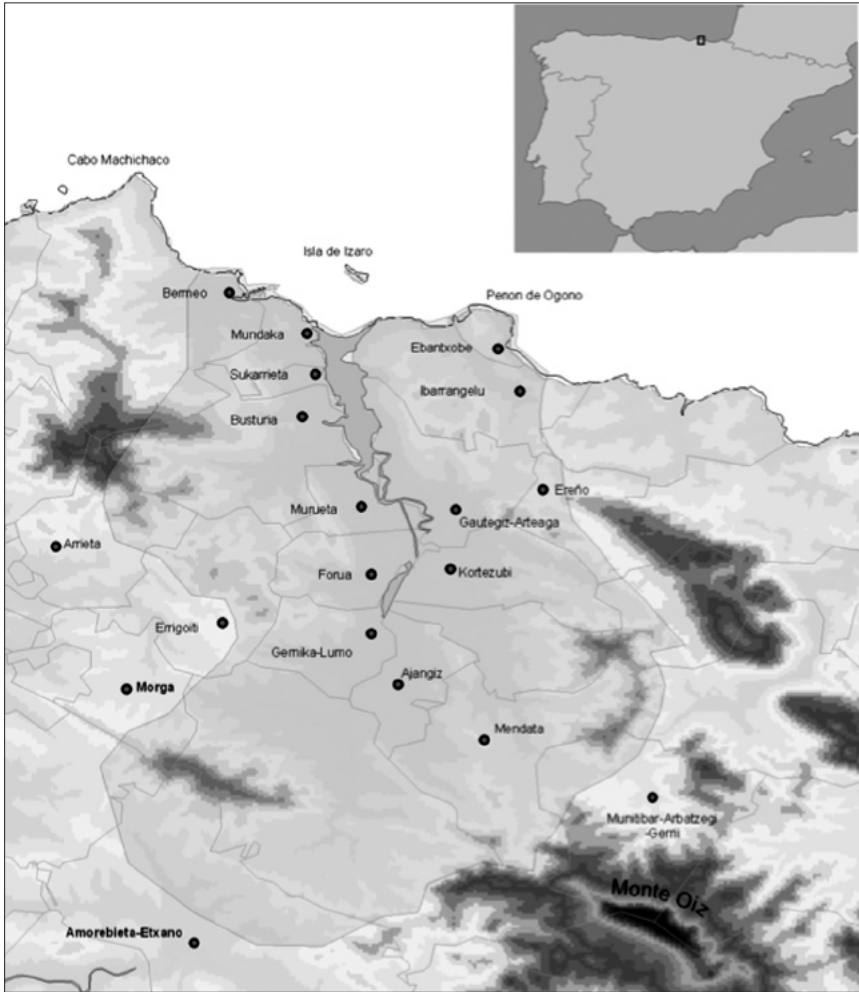 Cabo Machichaco
Isla de Izaro
Bermeo
Penon de Ogono
Mundaka
Ebantxobe
Sukarrieta
Ibarrangelu
Busturia
Ereño
Murueta
Gautegiz-Arteaga
Arrieta
Forua
Kortezubi
Errigoiti
Gernika-Lumo
Ajangiz
Morga
Mendata
Munitibar-Arbatzegi
-Gerni
Monte Oiz
Amorebieta-Etxano